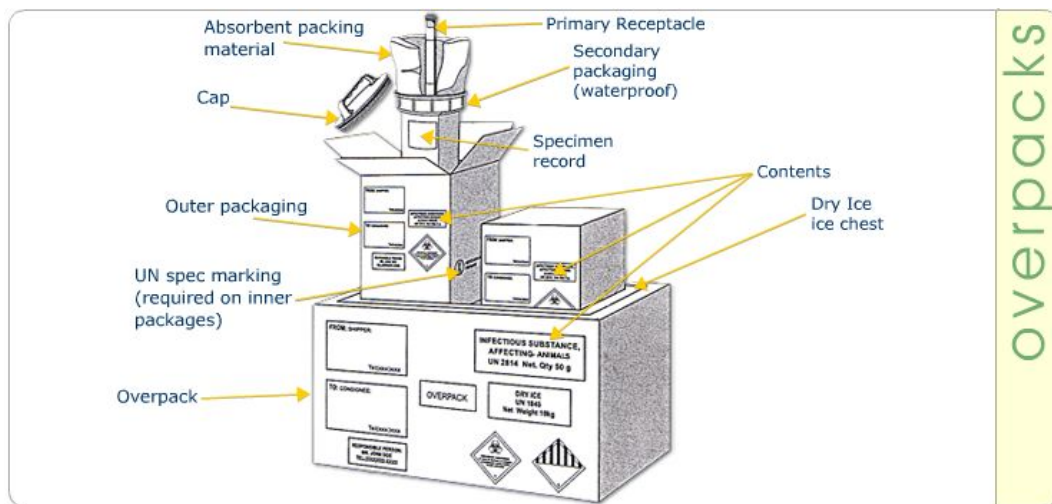 Absorbent packing
material
Primary Receptacle
Secondary
packaging
(waterproof)
Cap
Specimen
record
Contents
Outer packaging
Dry Ice
ice chest
UN spec marking
(required on inner
packages)
Overpack
FROM: SHIPPER:
TO: CONSIGNEE:
OVERPACK
INFECTIOUS SUBSTANCE,
AFFECTING- ANIMALS
UN 2814 Net. Qty 50 g
DRY ICE
UN 1845
Net Weight 10kg
RESPONSIBLE PERSON:
overpacks